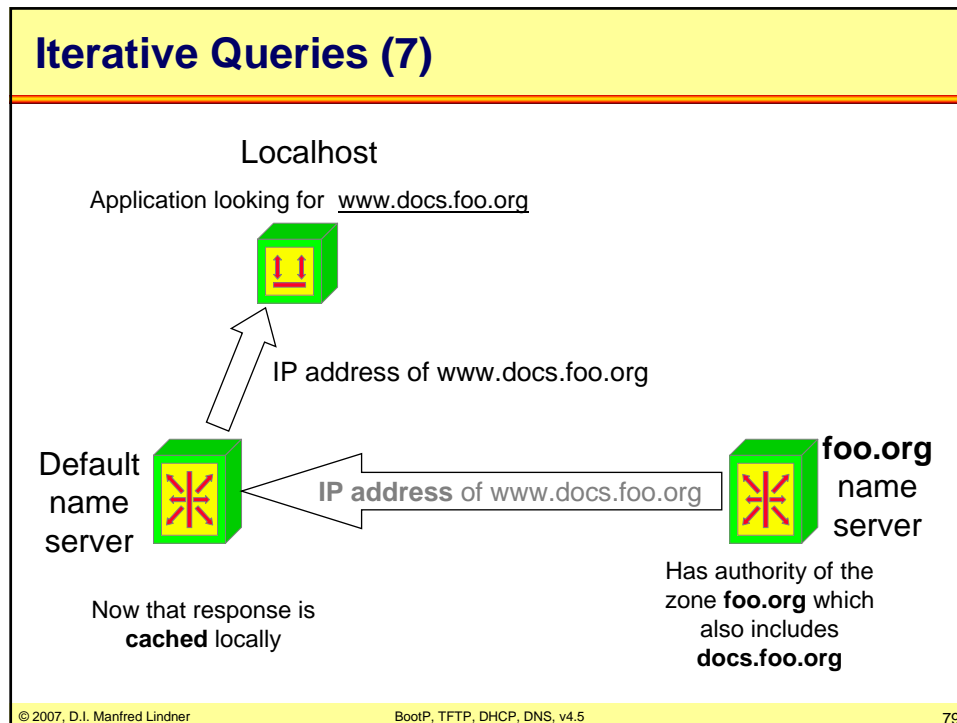 Iterative Queries (7)
Localhost
Application looking for www.docs.foo.org
IP address of www.docs.foo.org
Default
name
server
IP address of www.docs.foo.org
foo.org
name
server
Now that response is
cached locally
Has authority of the
zone foo.org which
also includes
docs.foo.org
© 2007, D.I. Manfred Lindner
BootP, TFTP, DHCP, DNS, v4.5
79